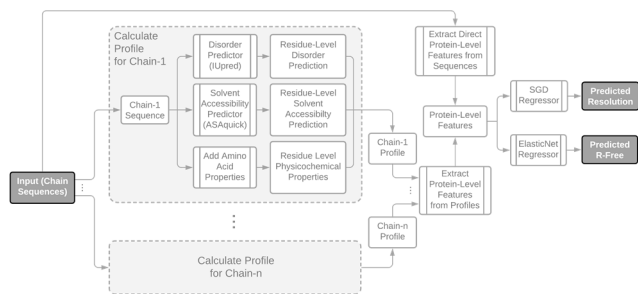 Calculate Profile
for Chain-1
Disorder
Predictor
(IUpred)
Residue-Level
Disorder
Prediction
Chain-1
Sequence
Solvent
Accessibility
Predictor
(ASAquick)
Residue-Level
Solvent
Accessibilty
Prediction
Add Amino
Acid
Properties
Residue Level
Physicochemical
Properties
Input (Chain
Sequences)
Calculate Profile
for Chain-n
Chain-1
Profile
Chain-n
Profile
Extract Direct
Protein-Level
Features from
Sequences
Protein-Level
Features
Extract
Protein-Level
Features
from Profiles
SGD
Regressor
Predicted
Resolution
ElasticNet
Regressor
Predicted
R-Free